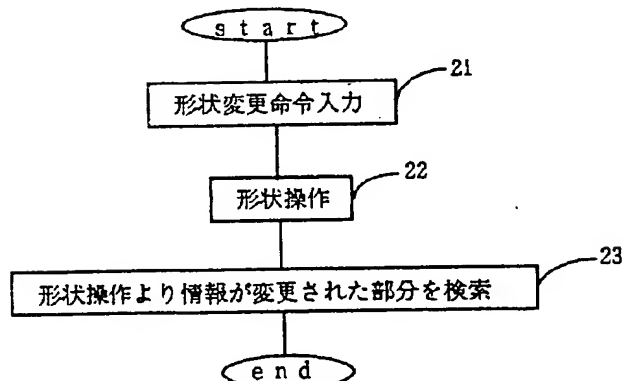 start
21
形状変更命令入力
22
形状操作
23
形状操作より情報が変更された部分を検索
end